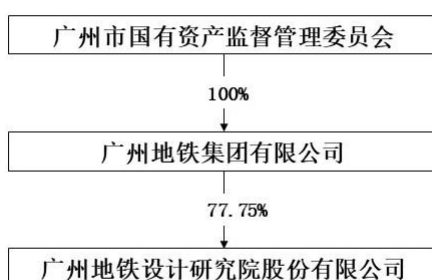 广州市国有资产监督管理委员会
100%
广州地铁集团有限公司
77.75%
广州地铁设计研究院股份有限公司